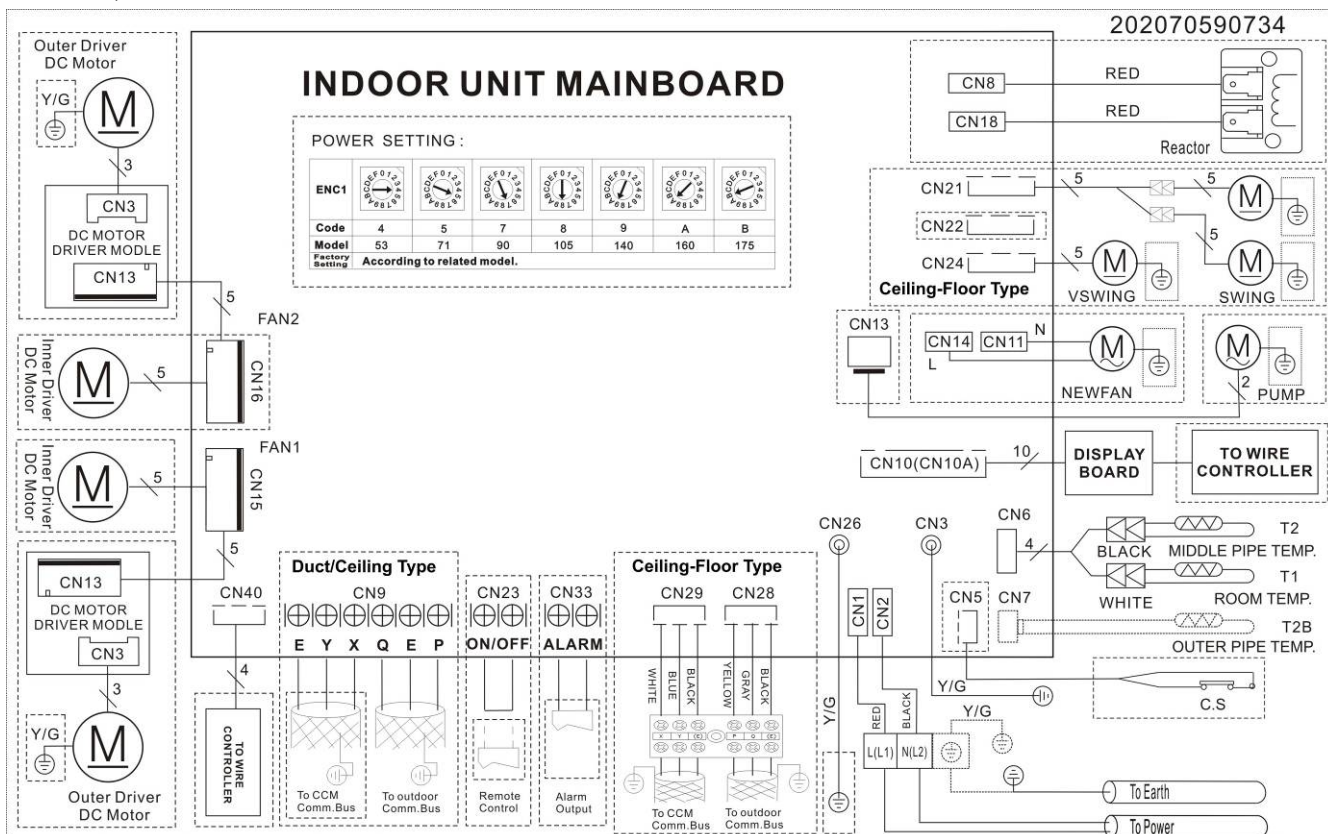 202070590734
INDOOR UNIT MAINBOARD
POWER SETTING :
ENC1
Code 4 5 7 8 9 A B
Model 53 71 90 105 140 160 175
Factory Setting According to related model.
Outer Driver
DC Motor
Y/G
M
3
CN3
DC MOTOR
DRIVER MODLE
CN13
5
FAN2
Inner Driver
DC Motor
M
5
CN16
FAN1
Inner Driver
DC Motor
M
5
CN15
5
CN13
DC MOTOR
DRIVER MODLE
CN3
3
Y/G
M
Outer Driver
DC Motor
CN8
RED
CN18
RED
Reactor
CN21
5
5
M
CN22
5
CN24
5
M
M
Ceiling-Floor Type
VSWING
SWING
CN13
CN14
CN11
N
L
M
NEWFAN
M
2
PUMP
CN10(CN10A)
10
DISPLAY
BOARD
TO WIRE
CONTROLLER
CN26
CN3
CN6
4
T2
BLACK
MIDDLE PIPE TEMP.
T1
WHITE
ROOM TEMP.
CN5
CN7
T2B
OUTER PIPE TEMP.
C.S
CN1
CN2
Y/G
Y/G
RED
BLACK
Y/G
L(L1)
N(L2)
To Earth
To Power
CN40
4
TO WIRE
CONTROLLER
Duct/Ceiling Type
CN9
E Y X Q E P
To CCM
Comm.Bus
To outdoor
Comm.Bus
CN23
ON/OFF
Remote
Control
CN33
ALARM
Alarm
Output
Ceiling-Floor Type
CN29
CN28
WHITE
BLUE
BLACK
YELLOW
GRAY
BLACK
X Y (E) P Q (E)
To CCM
Comm.Bus
To outdoor
Comm.Bus